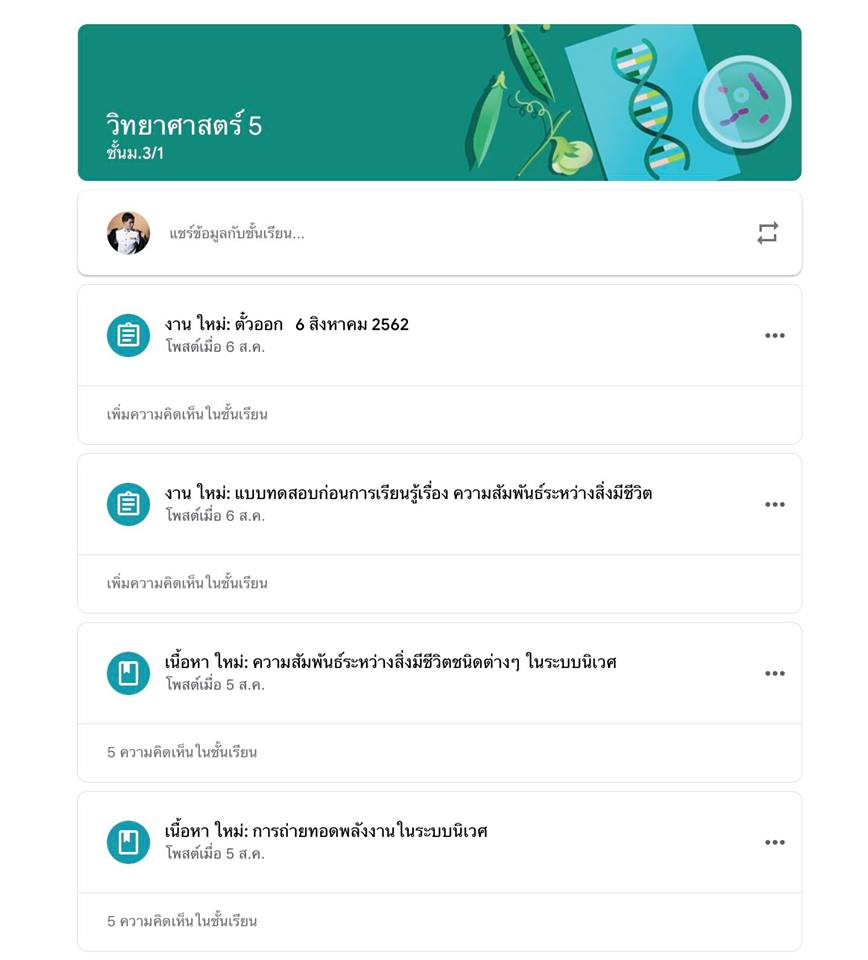 วิทยาศาสตร์ 5
ชั้นม.3/1
แชร์ข้อมูลกับชั้นเรียน...
งาน ใหม่: ตั๋วออก 6 สิงหาคม 2562
โพสต์เมื่อ 6 ส.ค.
เพิ่มความคิดเห็นในชั้นเรียน
งาน ใหม่: แบบทดสอบก่อนการเรียนรู้เรื่อง ความสัมพันธ์ระหว่างสิ่งมีชีวิต
โพสต์เมื่อ 6 ส.ค.
เพิ่มความคิดเห็นในชั้นเรียน
เนื้อหา ใหม่: ความสัมพันธ์ระหว่างสิ่งมีชีวิตชนิดต่างๆ ในระบบนิเวศ
โพสต์เมื่อ 5 ส.ค.
5 ความคิดเห็นในชั้นเรียน
เนื้อหา ใหม่: การถ่ายทอดพลังงานในระบบนิเวศ
โพสต์เมื่อ 5 ส.ค.
5 ความคิดเห็นในชั้นเรียน